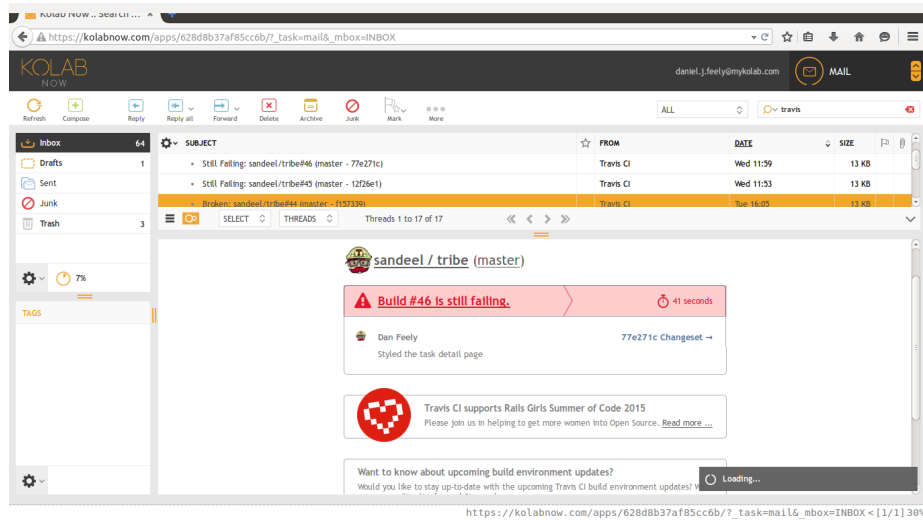 Kolab Now :: Search ... ×
https://kolabnow.com/apps/628d8b37af85cc6b/?_task=mail&_mbox=INBOX
KOLAB
NOW
daniel.j.feely@mykolab.com
MAIL
Refresh Compose Reply Reply all Forward Delete Archive Junk Mark More
ALL travis
Inbox 64
Drafts 1
Sent
Junk
Trash 3
7%
TAGS
SUBJECT FROM DATE SIZE
Still Failing: sandeel/tribe#46 (master - 77e271c) Travis CI Wed 11:59 13 KB
Still Failing: sandeel/tribe#45 (master - 12f26e1) Travis CI Wed 11:53 13 KB
Broken: sandeel/tribe#44 (master - f157339) Travis CI Tue 16:05 13 KB
SELECT THREADS Threads 1 to 17 of 17
sandeel / tribe (master)
Build #46 is still failing. 41 seconds
Dan Feely 77e271c Changeset →
Styled the task detail page
Travis CI supports Rails Girls Summer of Code 2015
Please join us in helping to get more women into Open Source. Read more ...
Want to know about upcoming build environment updates?
Would you like to stay up-to-date with the upcoming Travis CI build environment updates?
Loading...
https://kolabnow.com/apps/628d8b37af85cc6b/?_task=mail&_mbox=INBOX < [1/1] 30%